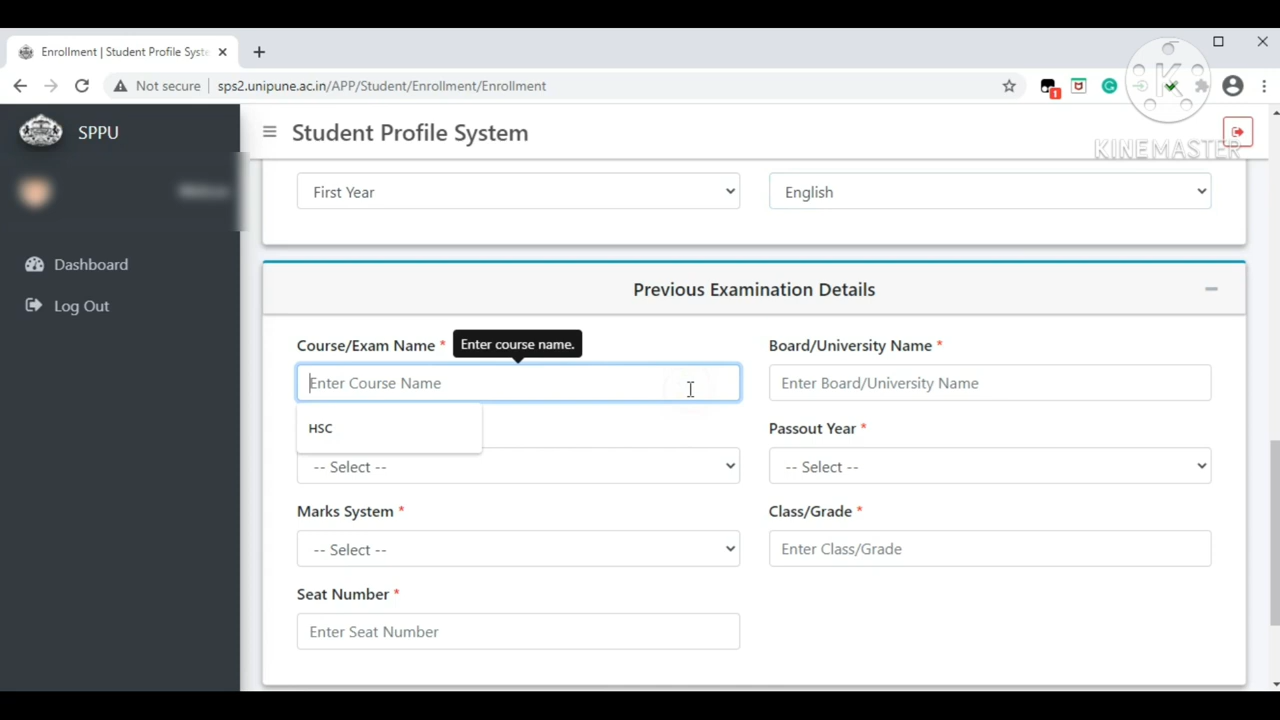 Enrollment | Student Profile Syste
Not secure
sps2.unipune.ac.in/APP/Student/Enrollment/Enrollment
1
K
KINEMASTER
SPPU
Student Profile System
Dashboard
Log Out
First Year
English
Previous Examination Details
Course/Exam Name *
Enter course name.
Board/University Name *
Enter Course Name
Enter Board/University Name
HSC
Passout Year *
-- Select --
-- Select --
Marks System *
Class/Grade *
-- Select --
Enter Class/Grade
Seat Number *
Enter Seat Number